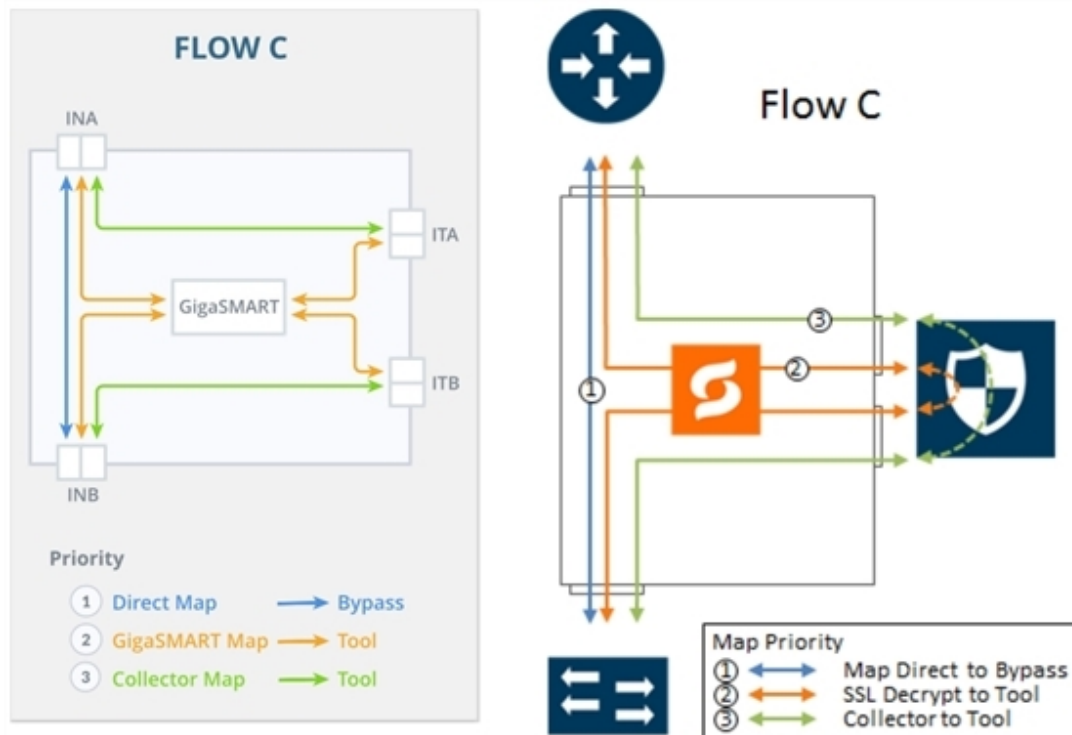 FLOW C
INA
ITA
GigaSMART
ITB
INB
Priority
1 Direct Map Bypass
2 GigaSMART Map Tool
3 Collector Map Tool
Flow C
3
2
1
Map Priority
1 Map Direct to Bypass
2 SSL Decrypt to Tool
3 Collector to Tool